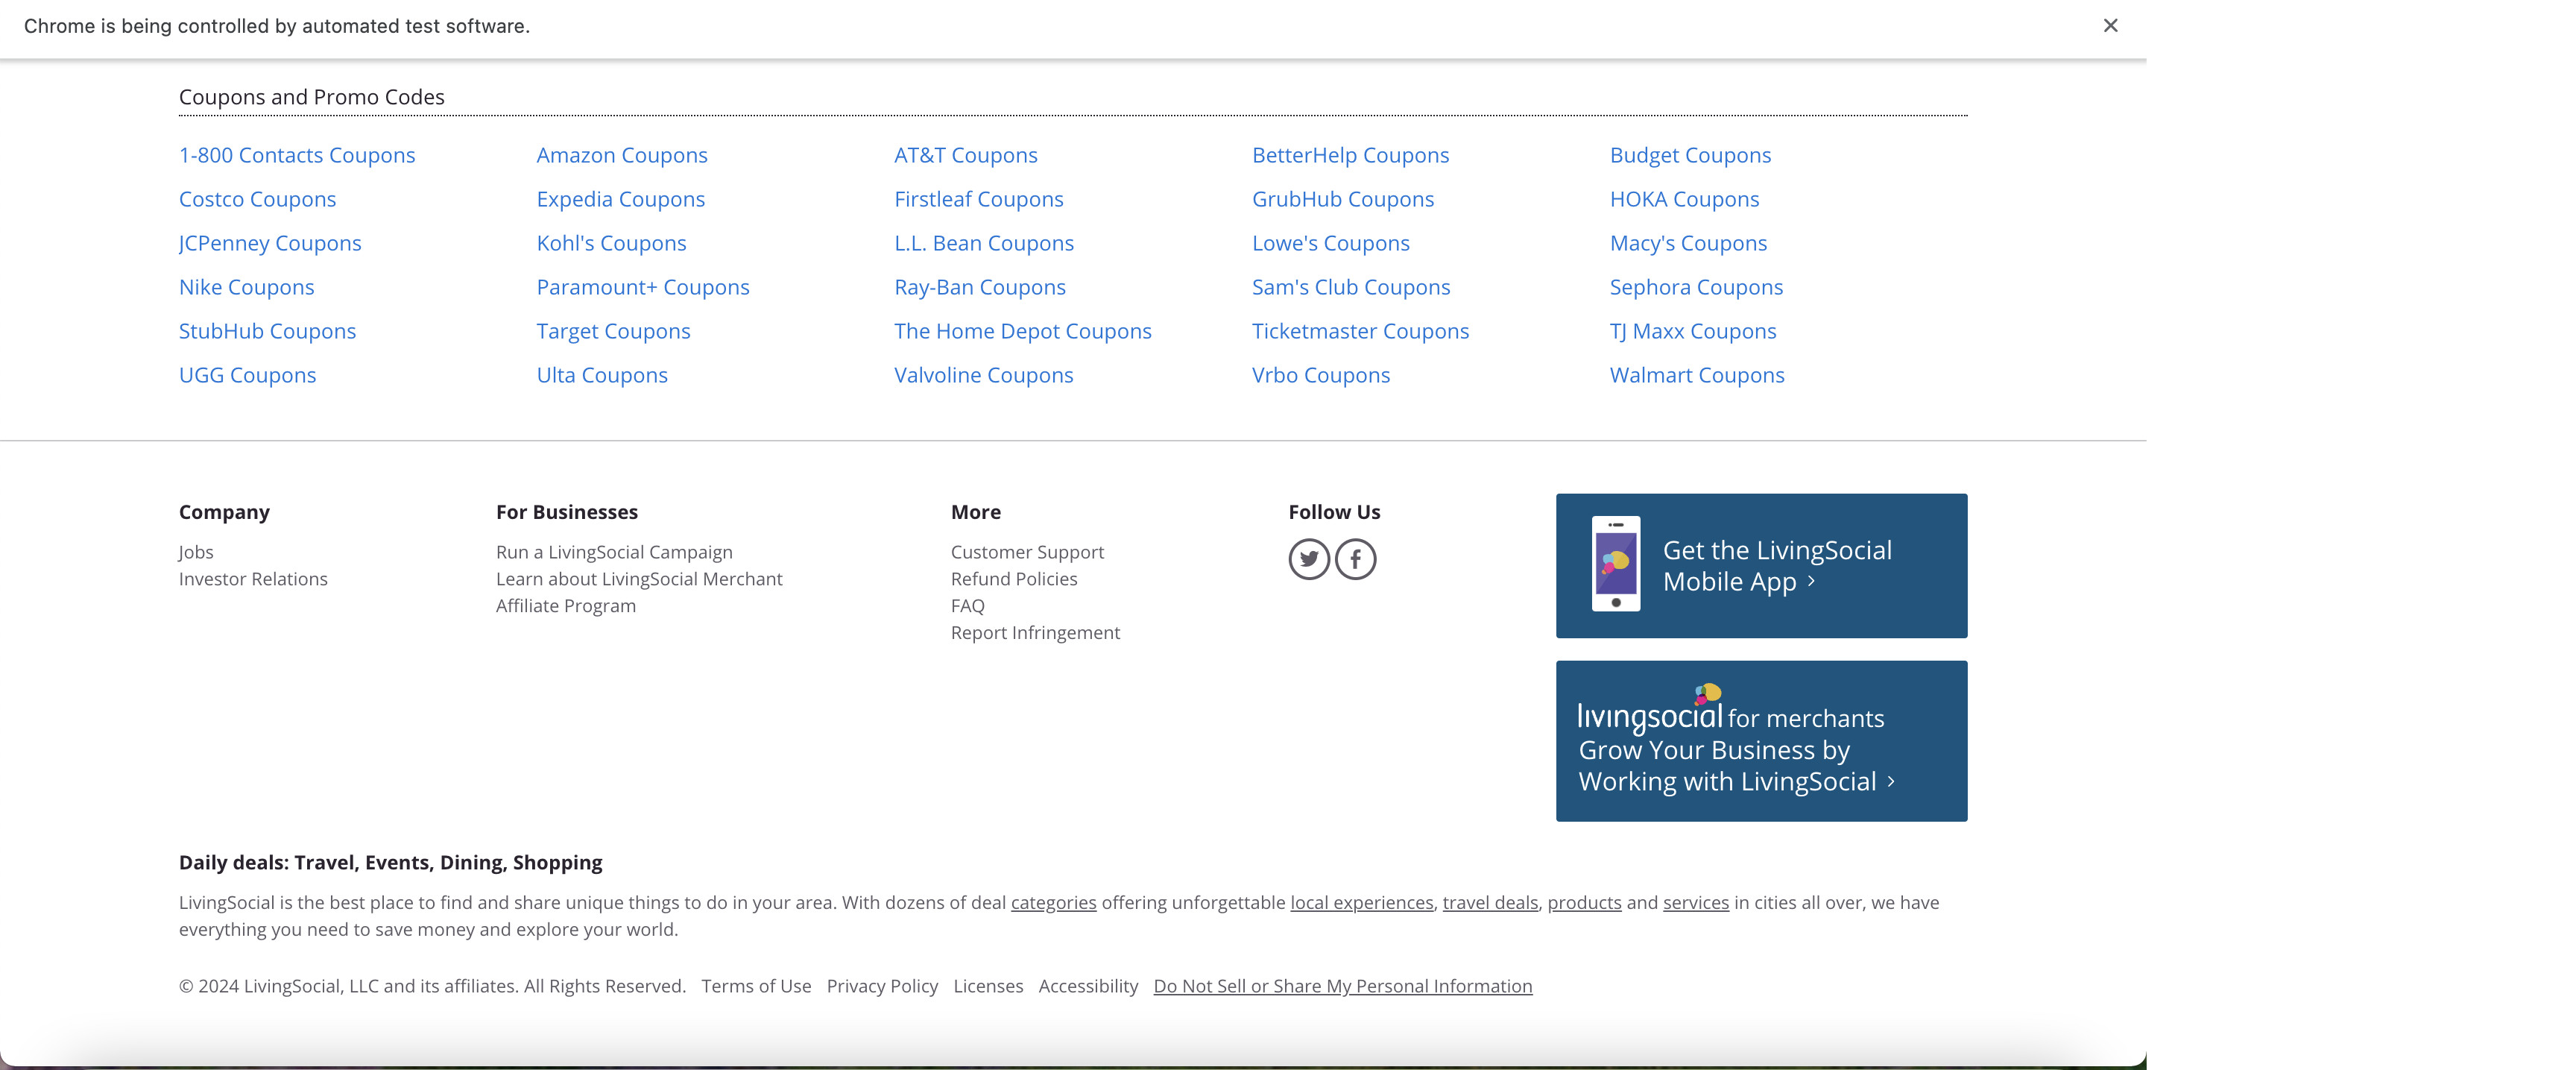 Chrome is being controlled by automated test software.
Coupons and Promo Codes
1-800 Contacts Coupons Amazon Coupons AT&T Coupons BetterHelp Coupons Budget Coupons
Costco Coupons Expedia Coupons Firstleaf Coupons GrubHub Coupons HOKA Coupons
JCPenney Coupons Kohl's Coupons L.L. Bean Coupons Lowe's Coupons Macy's Coupons
Nike Coupons Paramount+ Coupons Ray-Ban Coupons Sam's Club Coupons Sephora Coupons
StubHub Coupons Target Coupons The Home Depot Coupons Ticketmaster Coupons TJ Maxx Coupons
UGG Coupons Ulta Coupons Valvoline Coupons Vrbo Coupons Walmart Coupons
Company
Jobs
Investor Relations
For Businesses
Run a LivingSocial Campaign
Learn about LivingSocial Merchant
Affiliate Program
More
Customer Support
Refund Policies
FAQ
Report Infringement
Follow Us
Get the LivingSocial
Mobile App >
livingsocial for merchants
Grow Your Business by
Working with LivingSocial >
Daily deals: Travel, Events, Dining, Shopping
LivingSocial is the best place to find and share unique things to do in your area. With dozens of deal categories offering unforgettable local experiences, travel deals, products and services in cities all over, we have
everything you need to save money and explore your world.
© 2024 LivingSocial, LLC and its affiliates. All Rights Reserved. Terms of Use Privacy Policy Licenses Accessibility Do Not Sell or Share My Personal Information